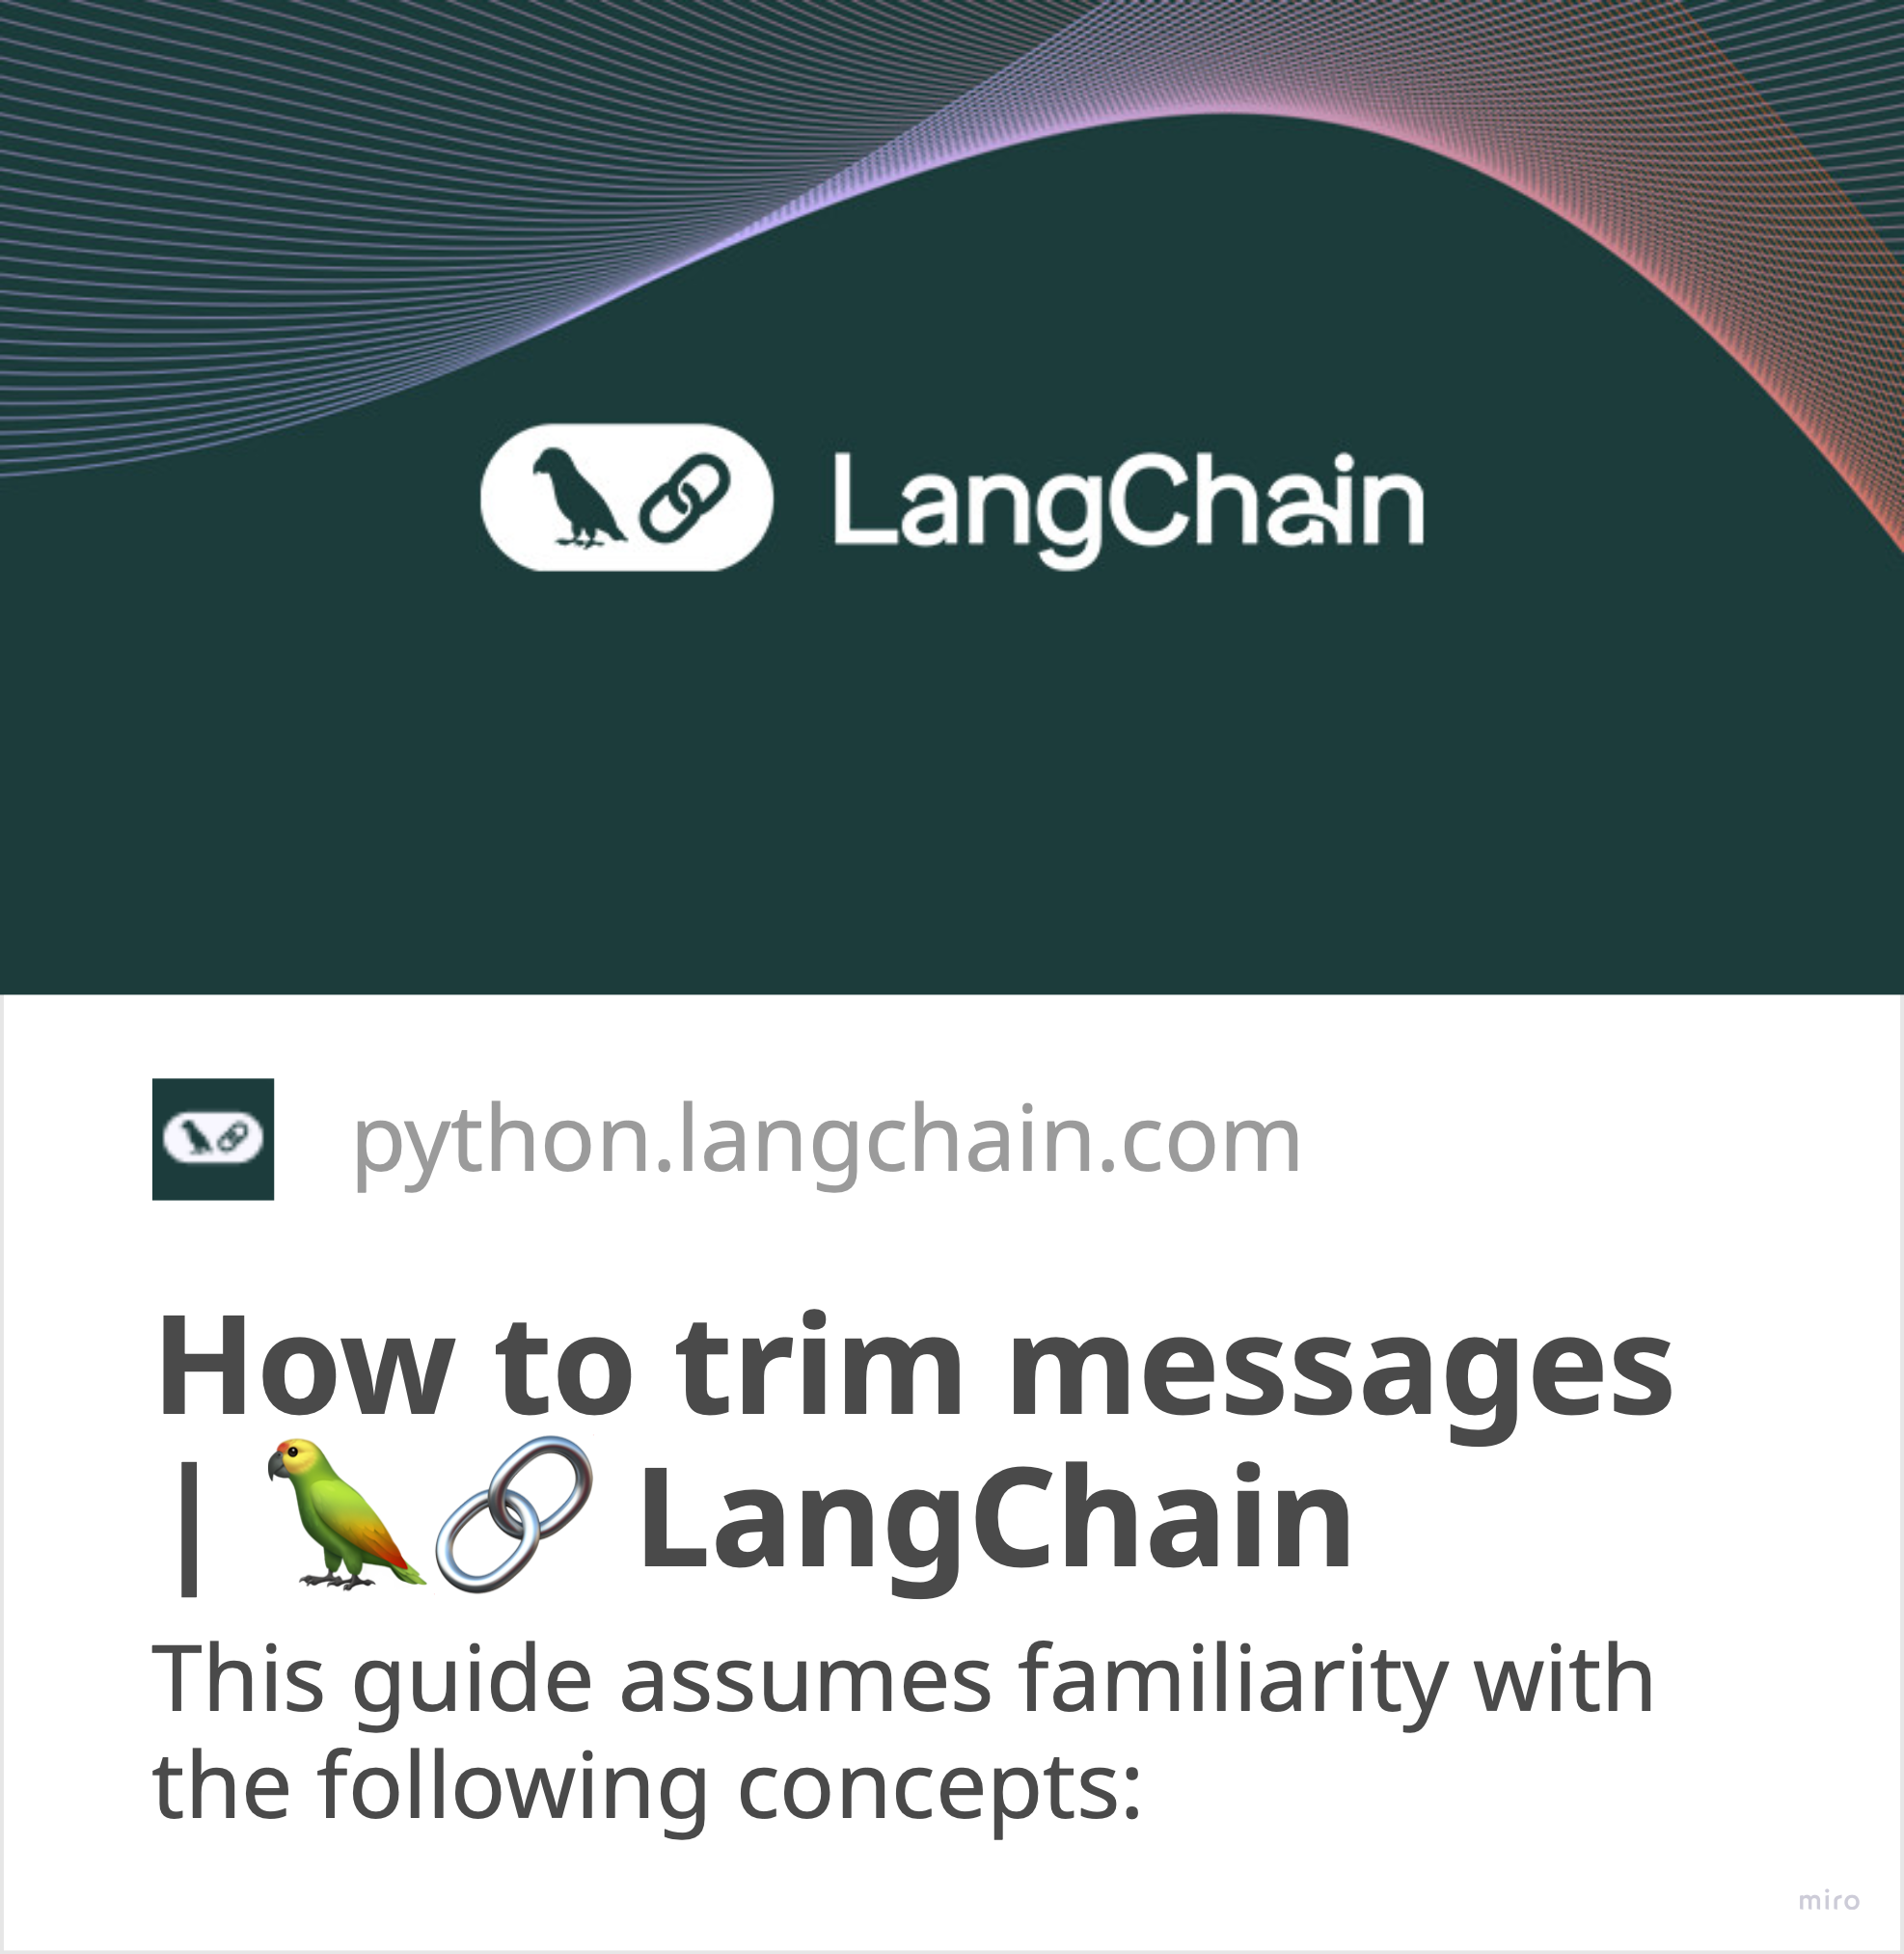 LangChain
python.langchain.com
How to trim messages
| 🦜🔗 LangChain
This guide assumes familiarity with
the following concepts:
miro